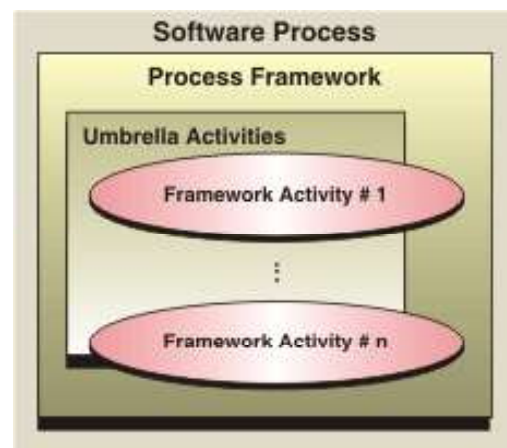 Software Process
Process Framework
Umbrella Activities
Framework Activity # 1
⋮
Framework Activity # n